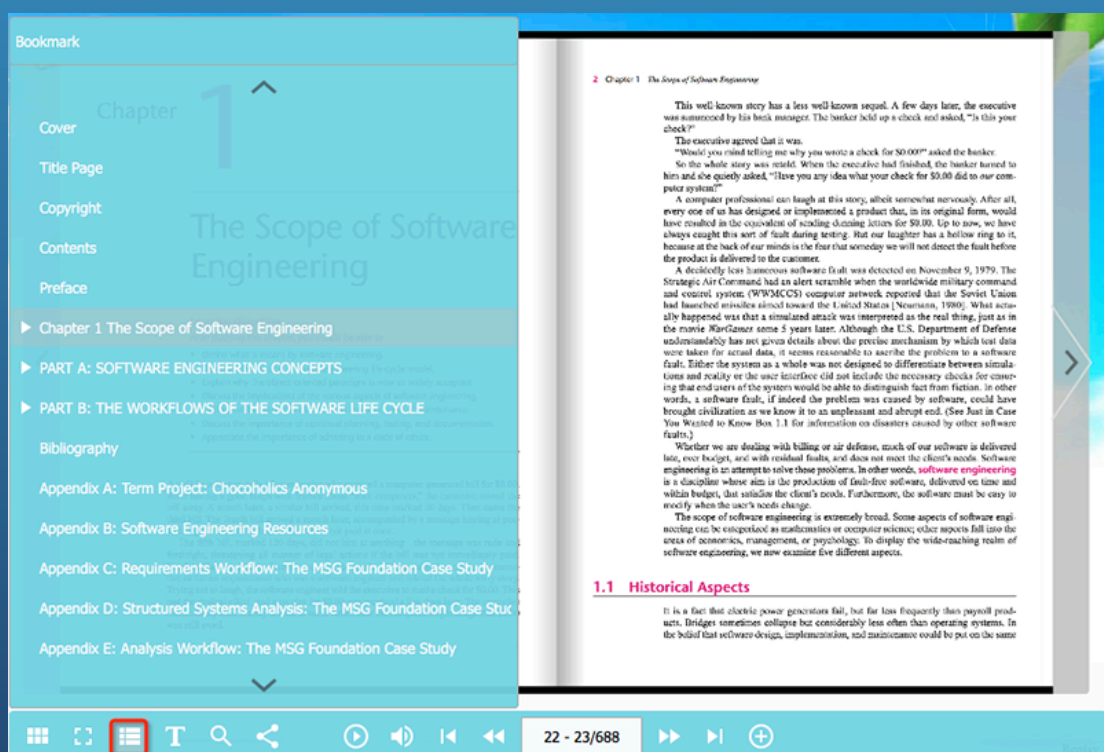 Bookmark
Chapter 1
The Scope of Software
Engineering
Cover
Title Page
Copyright
Contents
Preface
Chapter 1 The Scope of Software Engineering
PART A: SOFTWARE ENGINEERING CONCEPTS
PART B: THE WORKFLOWS OF THE SOFTWARE LIFE CYCLE
Bibliography
Appendix A: Term Project: Chocoholics Anonymous
Appendix B: Software Engineering Resources
Appendix C: Requirements Workflow: The MSG Foundation Case Study
Appendix D: Structured Systems Analysis: The MSG Foundation Case Stuc
Appendix E: Analysis Workflow: The MSG Foundation Case Study
2 Chapter 1 The Scope of Software Engineering
This well-known story has a less well-known sequel. A few days later, the executive
was summoned by his bank manager. The banker held up a check and asked, "Is this your
check?"
The executive agreed that it was.
"Would you mind telling me why you wrote a check for $0.00?" asked the banker.
So the whole story was retold. When the executive had finished, the banker turned to
him and she quietly asked, "Have you any idea what your check for $0.00 did to our com-
puter system?"
A computer professional can laugh at this story, albeit somewhat nervously. After all,
every one of us has designed or implemented a product that, in its original form, would
have resulted in the equivalent of sending dunning letters for $0.00. Up to now, we have
always caught this sort of fault during testing. But our laughter has a hollow ring to it,
because at the back of our minds is the fear that someday we will not detect the fault before
the product is delivered to the customer.
A decidedly less humorous software fault was detected on November 9, 1979. The
Strategic Air Command had an alert scramble when the worldwide military command
and control system (WWMCCS) computer network reported that the Soviet Union
had launched missiles aimed toward the United States [Neumann, 1980]. What actu-
ally happened was that a simulated attack was interpreted as the real thing, just as in
the movie WarGames some 5 years later. Although the U.S. Department of Defense
understandably has not given details about the precise mechanism by which test data
were taken for actual data, it seems reasonable to ascribe the problem to a software
fault. Either the system as a whole was not designed to differentiate between simula-
tions and reality or the user interface did not include the necessary checks for ensur-
ing that end users of the system would be able to distinguish fact from fiction. In other
words, a software fault, if indeed the problem was caused by software, could have
brought civilization as we know it to an unpleasant and abrupt end. (See Just in Case
You Wanted to Know Box 1.1 for information on disasters caused by other software
faults.)
Whether we are dealing with billing or air defense, much of our software is delivered
late, over budget, and with residual faults, and does not meet the client's needs. Software
engineering is an attempt to solve these problems. In other words, software engineering
is a discipline whose aim is the production of fault-free software, delivered on time and
within budget, that satisfies the client's needs. Furthermore, the software must be easy to
modify when the user's needs change.
The scope of software engineering is extremely broad. Some aspects of software engi-
neering can be categorized as mathematics or computer science; other aspects fall into the
areas of economics, management, or psychology. To display the wide-reaching realm of
software engineering, we now examine five different aspects.
1.1 Historical Aspects
It is a fact that electric power generators fail, but far less frequently than payroll prod-
ucts. Bridges sometimes collapse but considerably less often than operating systems. In
the belief that software design, implementation, and maintenance could be put on the same
22 - 23/688